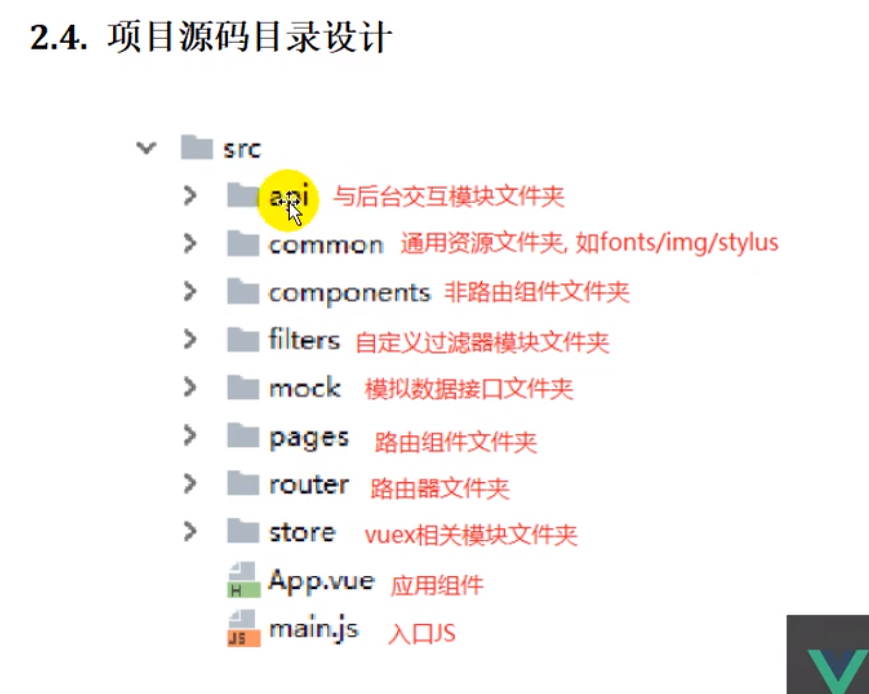 2.4. 项目源码目录设计
src
api 与后台交互模块文件夹
common 通用资源文件夹, 如fonts/img/stylus
components 非路由组件文件夹
filters 自定义过滤器模块文件夹
mock 模拟数据接口文件夹
pages 路由组件文件夹
router 路由器文件夹
store vuex相关模块文件夹
H App.vue 应用组件
JS main.js 入口JS